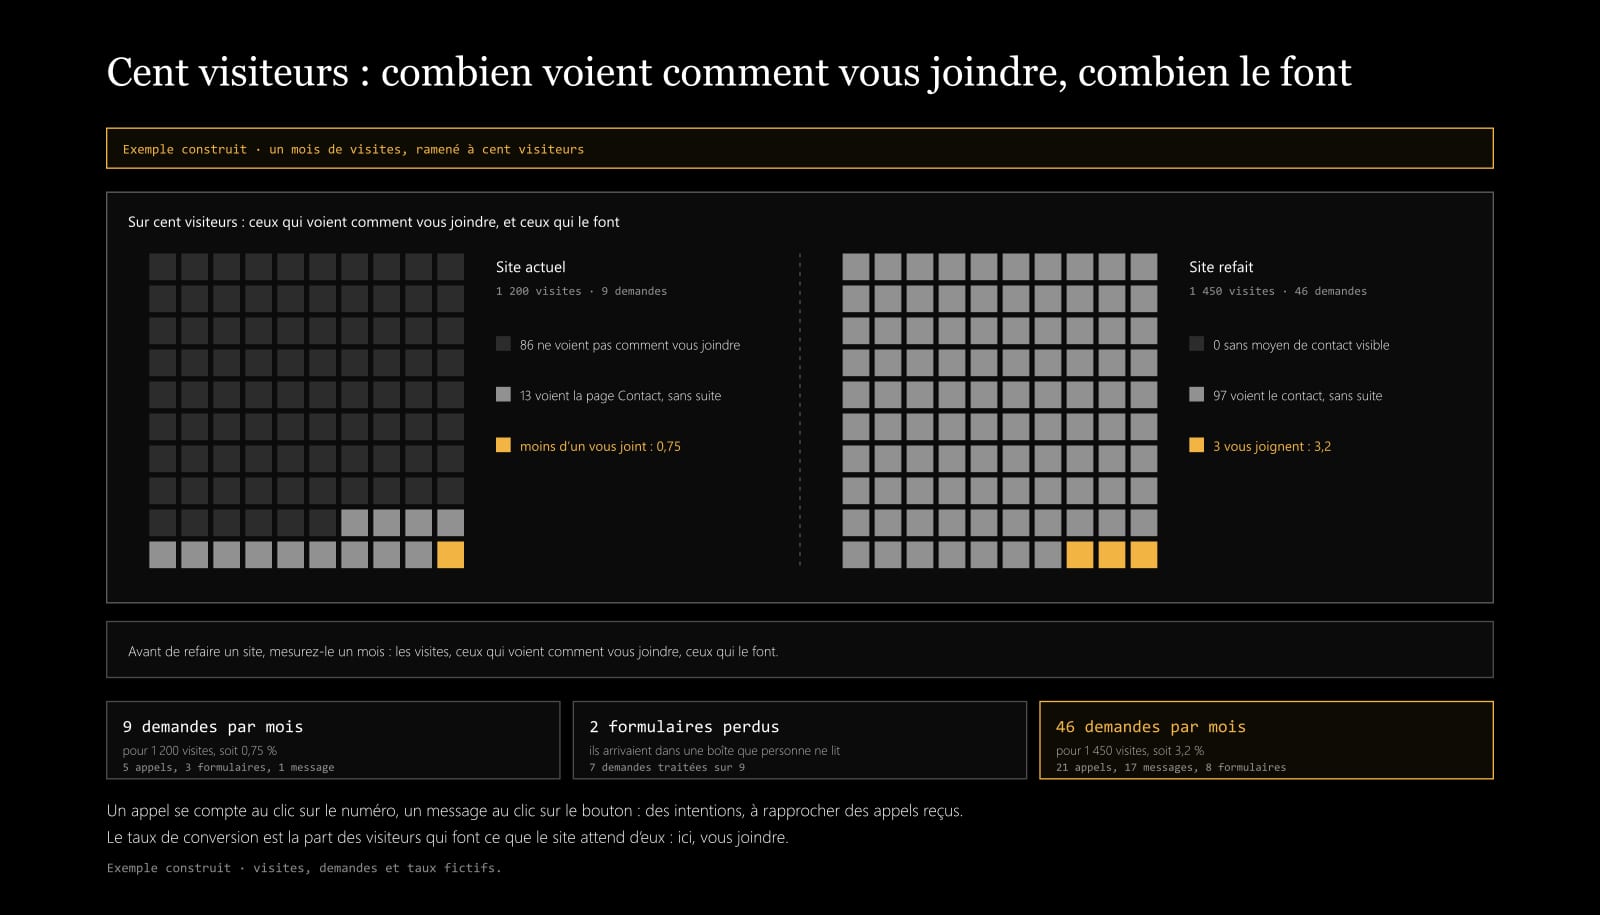 Cent visiteurs : combien voient comment vous joindre, combien le font
Exemple construit · un mois de visites, ramené à cent visiteurs
Sur cent visiteurs : ceux qui voient comment vous joindre, et ceux qui le font
Site actuel
1 200 visites · 9 demandes
86 ne voient pas comment vous joindre
13 voient la page Contact, sans suite
moins d'un vous joint : 0,75
Site refait
1 450 visites · 46 demandes
0 sans moyen de contact visible
97 voient le contact, sans suite
3 vous joignent : 3,2
Avant de refaire un site, mesurez-le un mois : les visites, ceux qui voient comment vous joindre, ceux qui le font.
9 demandes par mois
pour 1 200 visites, soit 0,75 %
5 appels, 3 formulaires, 1 message
2 formulaires perdus
ils arrivaient dans une boîte que personne ne lit
7 demandes traitées sur 9
46 demandes par mois
pour 1 450 visites, soit 3,2 %
21 appels, 17 messages, 8 formulaires
Un appel se compte au clic sur le numéro, un message au clic sur le bouton : des intentions, à rapprocher des appels reçus.
Le taux de conversion est la part des visiteurs qui font ce que le site attend d'eux : ici, vous joindre.
Exemple construit · visites, demandes et taux fictifs.